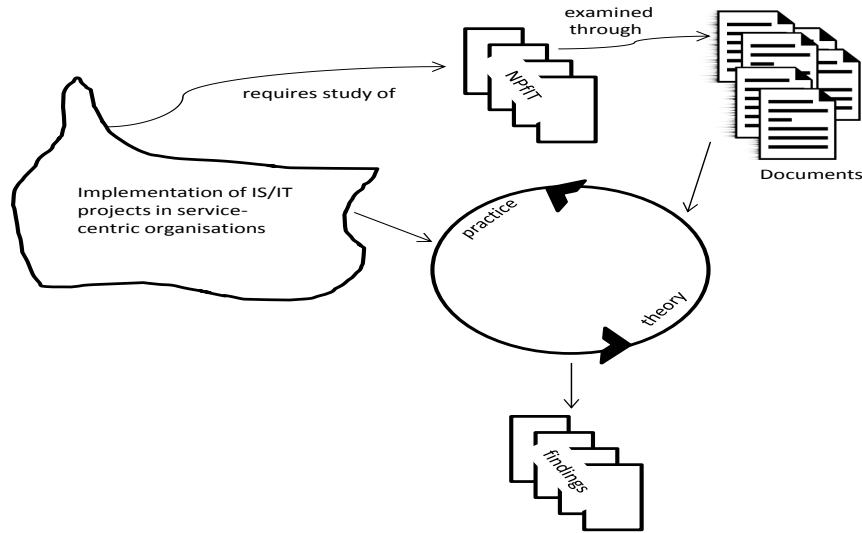 examined
through
NPfIT
requires study of
Documents
Implementation of IS/IT
projects in service-
centric organisations
practice
theory
findings